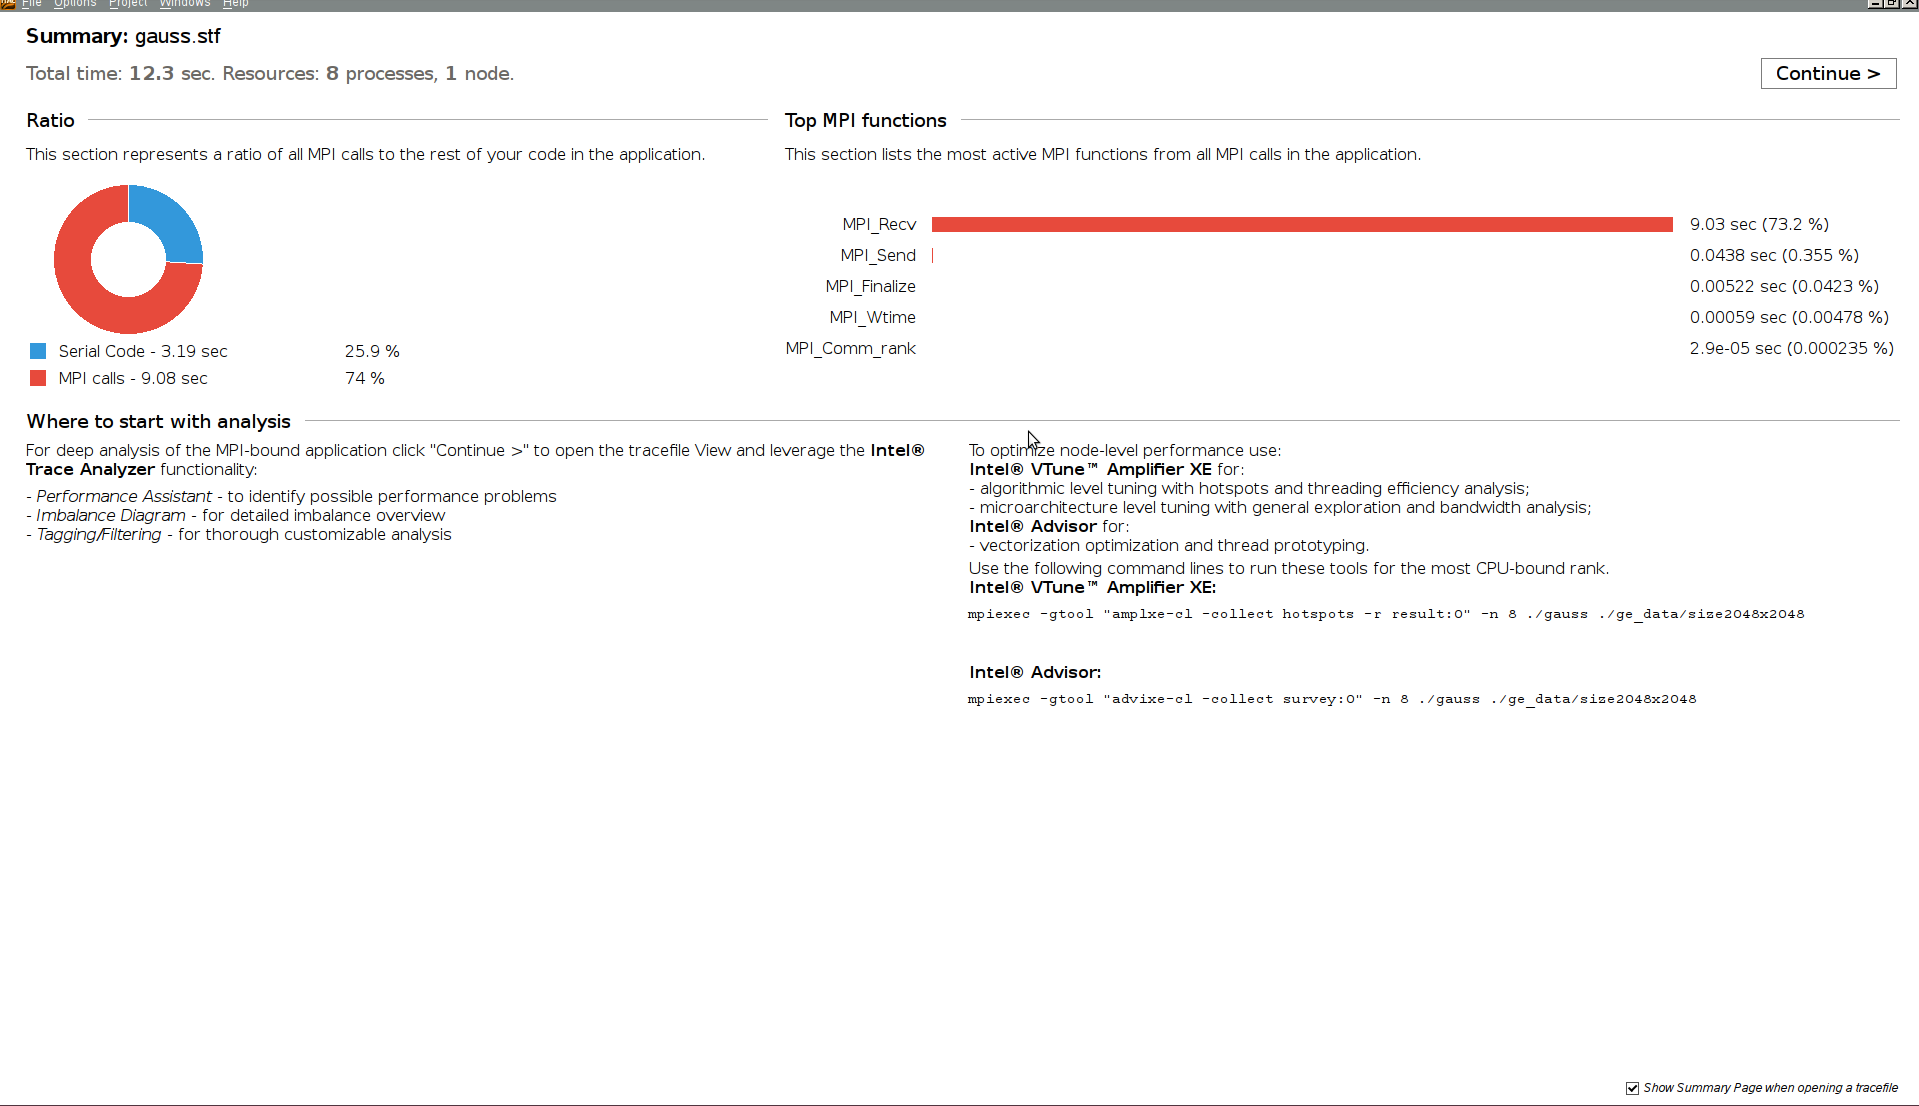 File Options Project Windows Help
Summary: gauss.stf
Total time: 12.3 sec. Resources: 8 processes, 1 node.
Continue >
Ratio
This section represents a ratio of all MPI calls to the rest of your code in the application.
Serial Code - 3.19 sec 25.9 %
MPI calls - 9.08 sec 74 %
Top MPI functions
This section lists the most active MPI functions from all MPI calls in the application.
MPI_Recv 9.03 sec (73.2 %)
MPI_Send 0.0438 sec (0.355 %)
MPI_Finalize 0.00522 sec (0.0423 %)
MPI_Wtime 0.00059 sec (0.00478 %)
MPI_Comm_rank 2.9e-05 sec (0.000235 %)
Where to start with analysis
For deep analysis of the MPI-bound application click "Continue >" to open the tracefile View and leverage the Intel®
Trace Analyzer functionality:
- Performance Assistant - to identify possible performance problems
- Imbalance Diagram - for detailed imbalance overview
- Tagging/Filtering - for thorough customizable analysis
To optimize node-level performance use:
Intel® VTune™ Amplifier XE for:
- algorithmic level tuning with hotspots and threading efficiency analysis;
- microarchitecture level tuning with general exploration and bandwidth analysis;
Intel® Advisor for:
- vectorization optimization and thread prototyping.
Use the following command lines to run these tools for the most CPU-bound rank.
Intel® VTune™ Amplifier XE:
mpiexec -gtool "amplxe-cl -collect hotspots -r result:0" -n 8 ./gauss ./ge_data/size2048x2048
Intel® Advisor:
mpiexec -gtool "advixe-cl -collect survey:0" -n 8 ./gauss ./ge_data/size2048x2048
Show Summary Page when opening a tracefile